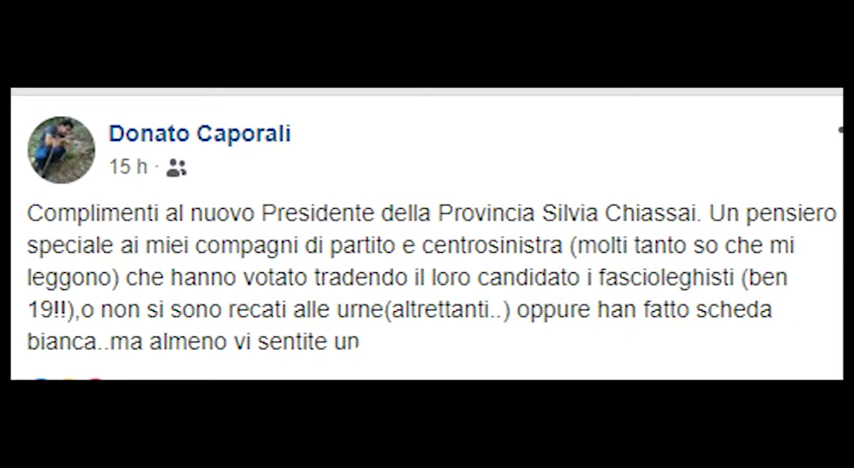 Donato Caporali
15 h ·
Complimenti al nuovo Presidente della Provincia Silvia Chiassai. Un pensiero
speciale ai miei compagni di partito e centrosinistra (molti tanto so che mi
leggono) che hanno votato tradendo il loro candidato i fascioleghisti (ben
19!!),o non si sono recati alle urne(altrettanti..) oppure han fatto scheda
bianca..ma almeno vi sentite un